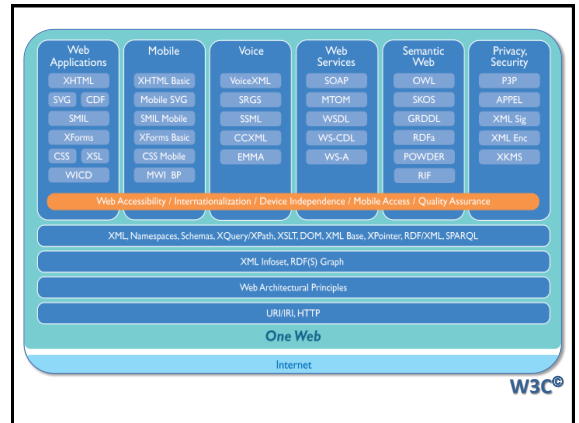 Web Applications
XHTML
SVG CDF
SMIL
XForms
CSS XSL
WICD
Mobile
XHTML Basic
Mobile SVG
SMIL Mobile
XForms Basic
CSS Mobile
MWI BP
Voice
VoiceXML
SRGS
SSML
CCXML
EMMA
Web Services
SOAP
MTOM
WSDL
WS-CDL
WS-A
Semantic Web
OWL
SKOS
GRDDL
RDFa
POWDER
RIF
Privacy, Security
P3P
APPEL
XML Sig
XML Enc
XKMS
Web Accessibility / Internationalization / Device Independence / Mobile Access / Quality Assurance
XML, Namespaces, Schemas, XQuery/XPath, XSLT, DOM, XML Base, XPointer, RDF/XML, SPARQL
XML Infoset, RDF(S) Graph
Web Architectural Principles
URI/IRI, HTTP
One Web
Internet
W3C©